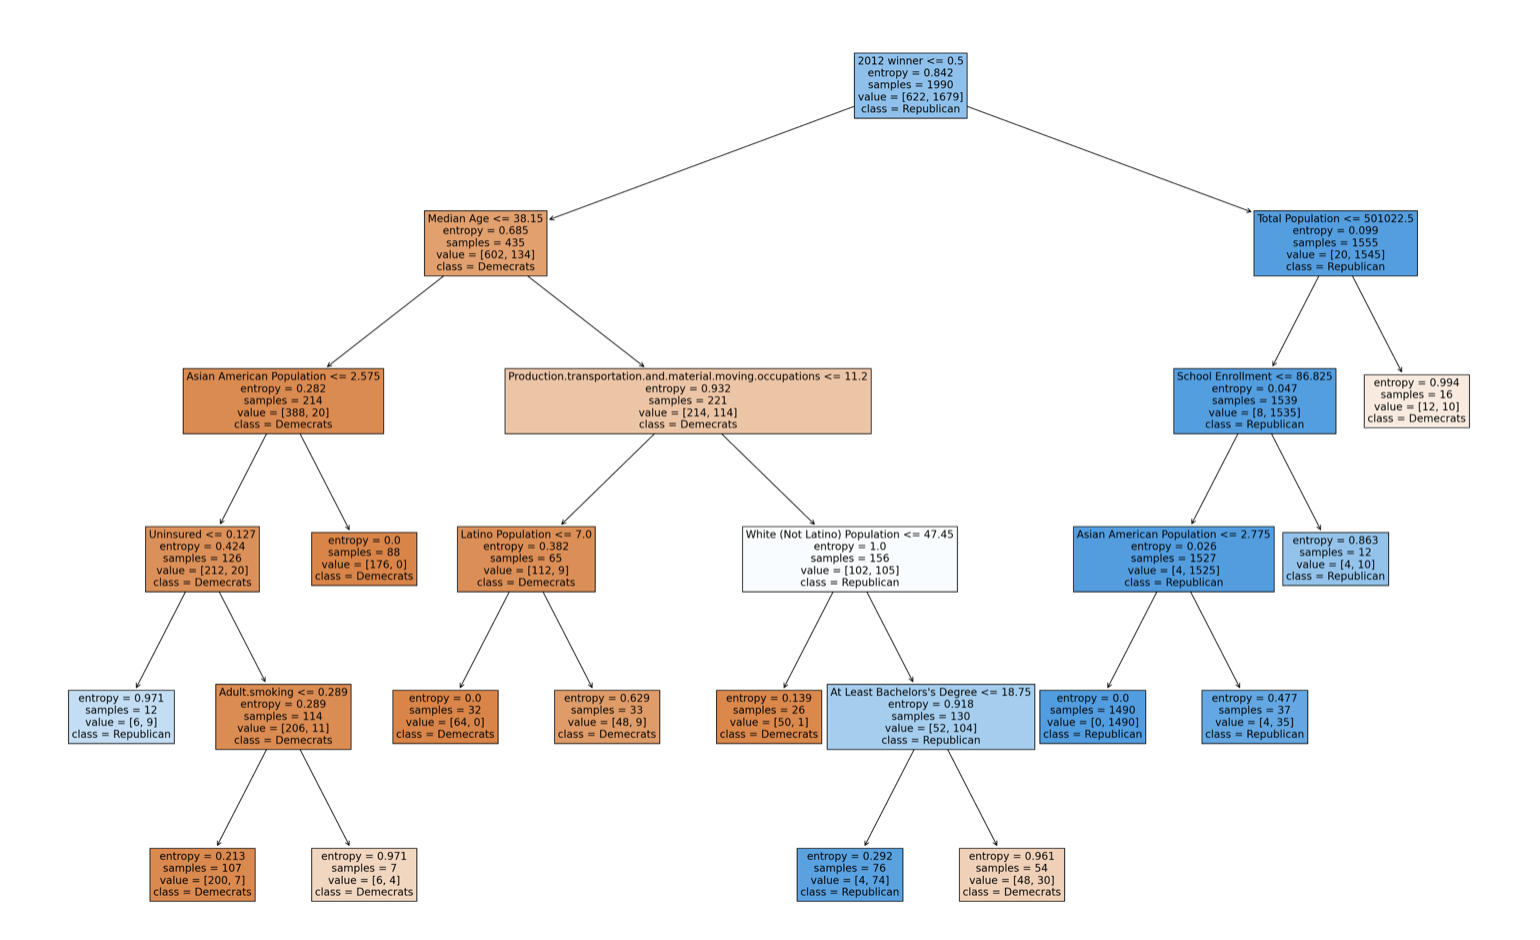 2012 winner <= 0.5
entropy = 0.842
samples = 1990
value = [622, 1679]
class = Republican
Median Age <= 38.15
entropy = 0.685
samples = 435
value = [602, 134]
class = Demecrats
Total Population <= 501022.5
entropy = 0.099
samples = 1555
value = [20, 1545]
class = Republican
Asian American Population <= 2.575
entropy = 0.282
samples = 214
value = [388, 20]
class = Demecrats
Production.transportation.and.material.moving.occupations <= 11.2
entropy = 0.932
samples = 221
value = [214, 114]
class = Demecrats
School Enrollment <= 86.825
entropy = 0.047
samples = 1539
value = [8, 1535]
class = Republican
entropy = 0.994
samples = 16
value = [12, 10]
class = Demecrats
Uninsured <= 0.127
entropy = 0.424
samples = 126
value = [212, 20]
class = Demecrats
entropy = 0.0
samples = 88
value = [176, 0]
class = Demecrats
Latino Population <= 7.0
entropy = 0.382
samples = 65
value = [112, 9]
class = Demecrats
White (Not Latino) Population <= 47.45
entropy = 1.0
samples = 156
value = [102, 105]
class = Republican
Asian American Population <= 2.775
entropy = 0.026
samples = 1527
value = [4, 1525]
class = Republican
entropy = 0.863
samples = 12
value = [4, 10]
class = Republican
entropy = 0.971
samples = 12
value = [6, 9]
class = Republican
Adult.smoking <= 0.289
entropy = 0.289
samples = 114
value = [206, 11]
class = Demecrats
entropy = 0.0
samples = 32
value = [64, 0]
class = Demecrats
entropy = 0.629
samples = 33
value = [48, 9]
class = Demecrats
entropy = 0.139
samples = 26
value = [50, 1]
class = Demecrats
At Least Bachelors's Degree <= 18.75
entropy = 0.918
samples = 130
value = [52, 104]
class = Republican
entropy = 0.0
samples = 1490
value = [0, 1490]
class = Republican
entropy = 0.477
samples = 37
value = [4, 35]
class = Republican
entropy = 0.213
samples = 107
value = [200, 7]
class = Demecrats
entropy = 0.971
samples = 7
value = [6, 4]
class = Demecrats
entropy = 0.292
samples = 76
value = [4, 74]
class = Republican
entropy = 0.961
samples = 54
value = [48, 30]
class = Demecrats